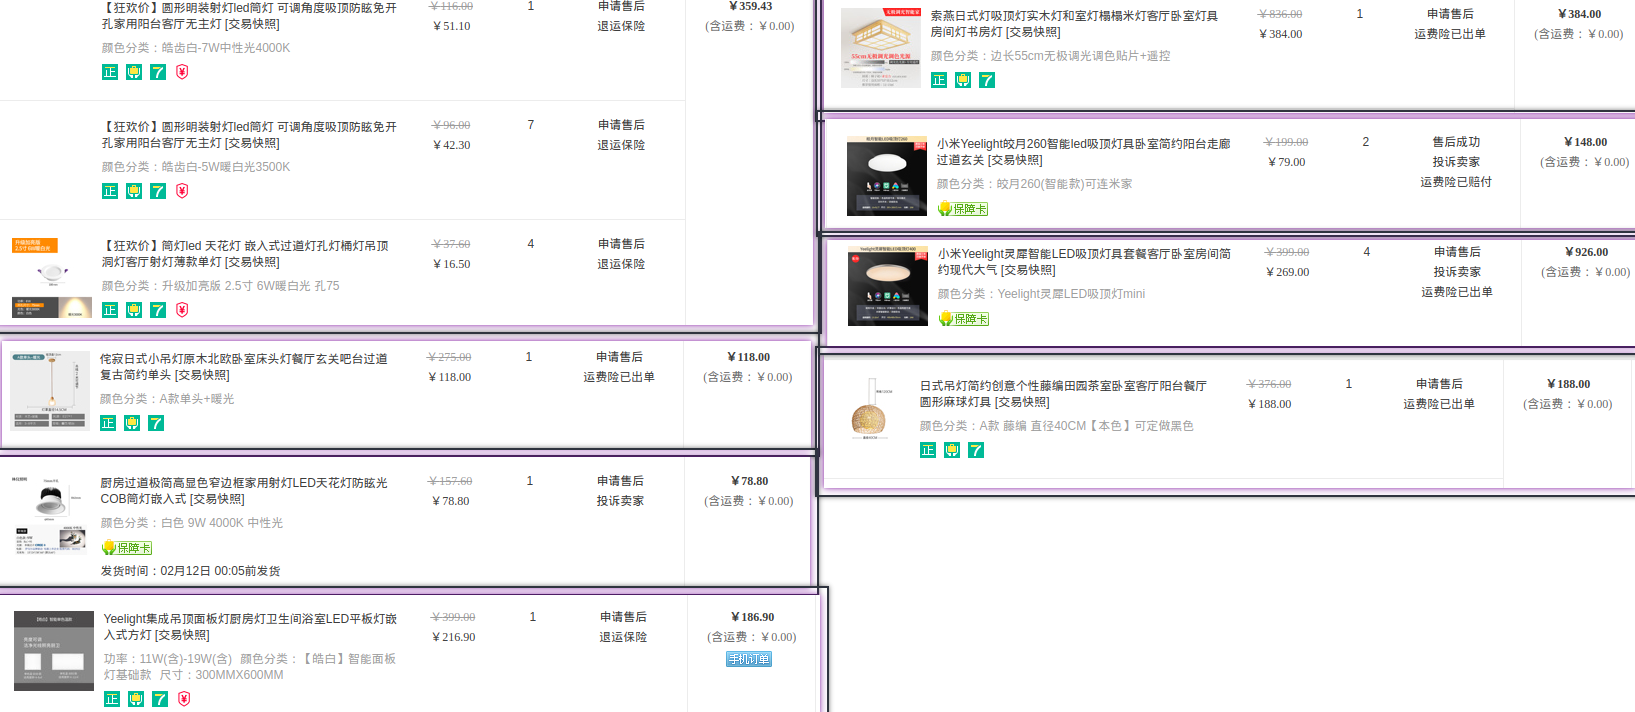 【狂欢价】圆形明装射灯led筒灯 可调角度吸顶防眩免开
孔家用阳台客厅无主灯 [交易快照]
颜色分类：皓齿白-7W中性光4000K
正 7
￥116.00
￥51.10
1
申请售后
退运保险
￥359.43
(含运费：￥0.00)
【狂欢价】圆形明装射灯led筒灯 可调角度吸顶防眩免开
孔家用阳台客厅无主灯 [交易快照]
颜色分类：皓齿白-5W暖白光3500K
正 7
￥96.00
￥42.30
7
申请售后
退运保险
升级加亮版
2.5寸 6W暖白光
【狂欢价】筒灯led 天花灯 嵌入式过道灯孔灯桶灯吊顶
洞灯客厅射灯薄款单灯 [交易快照]
颜色分类：升级加亮版 2.5寸 6W暖白光 孔75
正 7
￥37.60
￥16.50
4
申请售后
退运保险
侘寂日式小吊灯原木北欧卧室床头灯餐厅玄关吧台过道
复古简约单头 [交易快照]
颜色分类：A款单头+暖光
正 7
￥275.00
￥118.00
1
申请售后
运费险已出单
￥118.00
(含运费：￥0.00)
厨房过道极简高显色窄边框家用射灯LED天花灯防眩光
COB筒灯嵌入式 [交易快照]
颜色分类：白色 9W 4000K 中性光
保障卡
发货时间：02月12日 00:05前发货
￥157.60
￥78.80
1
申请售后
投诉卖家
￥78.80
(含运费：￥0.00)
Yeelight集成吊顶面板灯厨房灯卫生间浴室LED平板灯嵌
入式方灯 [交易快照]
功率：11W(含)-19W(含) 颜色分类：【皓白】智能面板
灯基础款 尺寸：300MMX600MM
正 7
￥399.00
￥216.90
1
申请售后
退运保险
￥186.90
(含运费：￥0.00)
手机订单
55cm无极调光调色光源
索燕日式灯吸顶灯实木灯和室灯榻榻米灯客厅卧室灯具
房间灯书房灯 [交易快照]
颜色分类：边长55cm无极调光调色贴片+遥控
正 7
￥836.00
￥384.00
1
申请售后
运费险已出单
￥384.00
(含运费：￥0.00)
小米Yeelight皎月260智能led吸顶灯具卧室简约阳台走廊
过道玄关 [交易快照]
颜色分类：皎月260(智能款)可连米家
保障卡
￥199.00
￥79.00
2
售后成功
投诉卖家
运费险已赔付
￥148.00
(含运费：￥0.00)
小米Yeelight灵犀智能LED吸顶灯具套餐客厅卧室房间简
约现代大气 [交易快照]
颜色分类：Yeelight灵犀LED吸顶灯mini
保障卡
￥399.00
￥269.00
4
申请售后
投诉卖家
运费险已出单
￥926.00
(含运费：￥0.00)
日式吊灯简约创意个性藤编田园茶室卧室客厅阳台餐厅
圆形麻球灯具 [交易快照]
颜色分类：A款 藤编 直径40CM【本色】可定做黑色
正 7
￥376.00
￥188.00
1
申请售后
运费险已出单
￥188.00
(含运费：￥0.00)